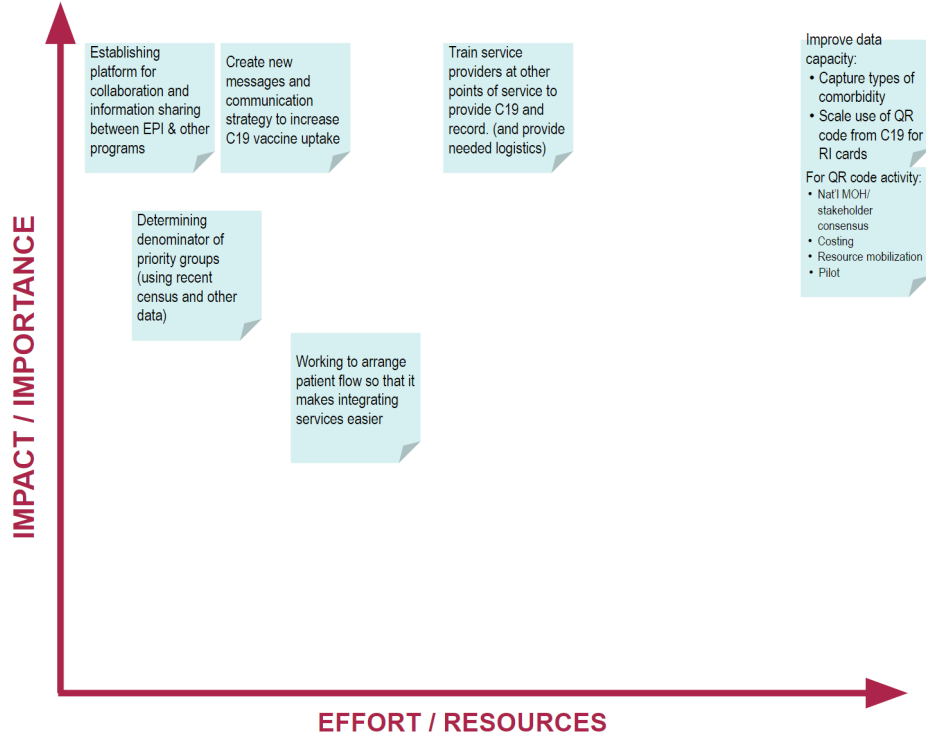 IMPACT / IMPORTANCE
Establishing
platform for
collaboration and
information sharing
between EPI & other
programs
Create new
messages and
communication
strategy to increase
C19 vaccine uptake
Train service
providers at other
points of service to
provide C19 and
record. (and provide
needed logistics)
Improve data
capacity:
• Capture types of
comorbidity
• Scale use of QR
code from C19 for
RI cards
For QR code activity:
• Nat'l MOH/
stakeholder
consensus
• Costing
• Resource mobilization
• Pilot
Determining
denominator of
priority groups
(using recent
census and other
data)
Working to arrange
patient flow so that it
makes integrating
services easier
EFFORT / RESOURCES